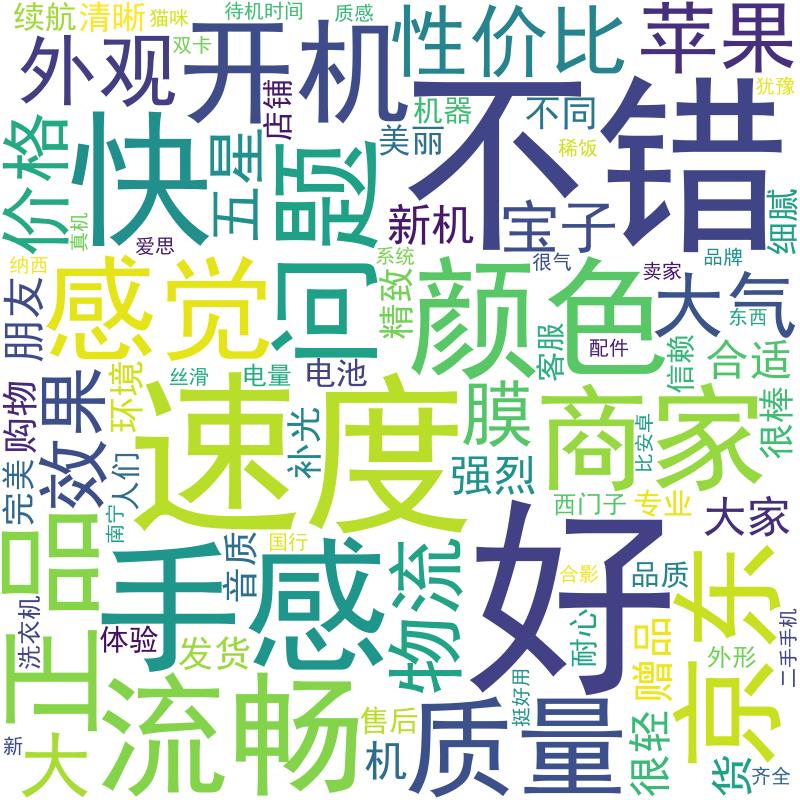 续航
清晰
猫咪
待机时间
质感
双卡
外观
开机
性价比
苹果
犹豫
店铺
机器
不同
美丽
稀饭
不错
价格
快
五星
问题
新机
宝子
细腻
真机
爱思
纳西
系统
很气
卖家
品牌
朋友
感觉
精致
颜色
大气
东西
客服
配件
信赖
合适
丝滑
电量
电池
购物
效果
环境
速度
膜
商家
很棒
比安卓
补光
强烈
完美
人们
南宁
西门子
专业
大家
正品
手感
音质
国行
物流
好
合影
品质
京东
洗衣机
体验
发货
耐心
赠品
外形
二手手机
流畅
售后
挺好用
很轻
新
大
机
质量
货
齐全